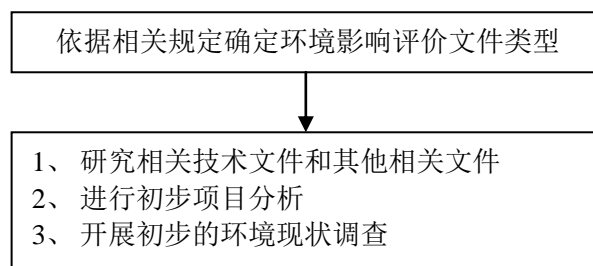 依据相关规定确定环境影响评价文件类型
1、 研究相关技术文件和其他相关文件
2、 进行初步项目分析
3、 开展初步的环境现状调查